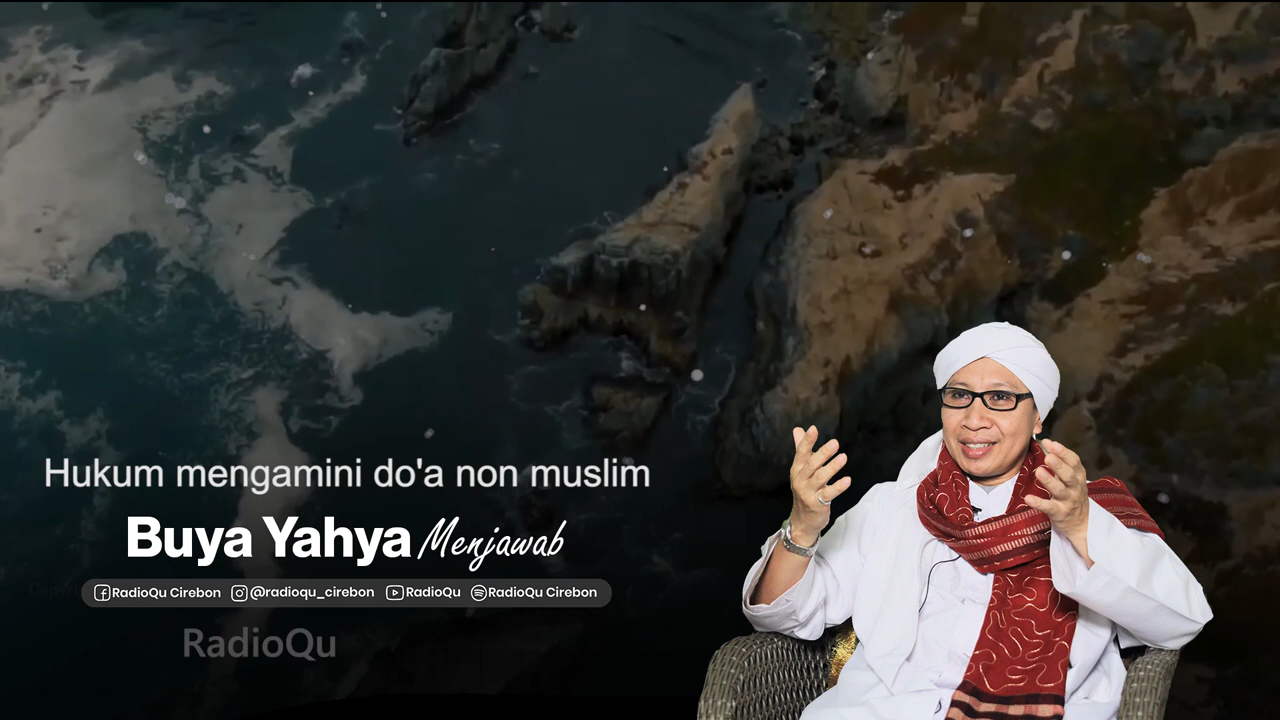 Hukum mengamini do'a non muslim
Buya Yahya Menjawab
RadioQu Cirebon @radioqu_cirebon RadioQu RadioQu Cirebon
RadioQu